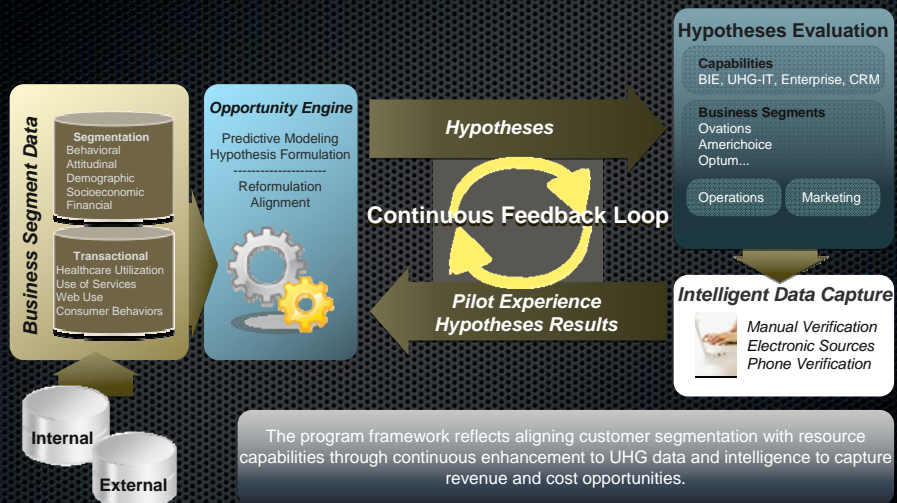 Business Segment Data
Segmentation
Behavioral
Attitudinal
Demographic
Socioeconomic
Financial
Transactional
Healthcare Utilization
Use of Services
Web Use
Consumer Behaviors
Internal
External
Opportunity Engine
Predictive Modeling
Hypothesis Formulation
---------------------
Reformulation
Alignment
Hypotheses
Continuous Feedback Loop
Pilot Experience
Hypotheses Results
Hypotheses Evaluation
Capabilities
BIE, UHG-IT, Enterprise, CRM
Business Segments
Ovations
Americhoice
Optum...
Operations
Marketing
Intelligent Data Capture
Manual Verification
Electronic Sources
Phone Verification
The program framework reflects aligning customer segmentation with resource
capabilities through continuous enhancement to UHG data and intelligence to capture
revenue and cost opportunities.